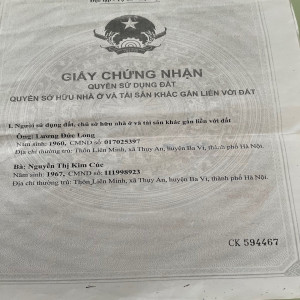 GIẤY CHỨNG NHẬN
QUYỀN SỬ DỤNG ĐẤT
QUYỀN SỞ HỮU NHÀ Ở VÀ TÀI SẢN KHÁC GẮN LIỀN VỚI ĐẤT
I. Người sử dụng đất, chủ sở hữu nhà ở và tài sản khác gắn liền với đất
Ông: Lương Đức Long
Năm sinh: 1960, CMND số: 017025397
Địa chỉ thường trú: Thôn Liên Minh, xã Thụy An, huyện Ba Vì, thành phố Hà Nội.
Bà: Nguyễn Thị Kim Cúc
Năm sinh: 1967, CMND số: 111998923
Địa chỉ thường trú: Thôn Liên Minh, xã Thụy An, huyện Ba Vì, thành phố Hà Nội.
CK 594467